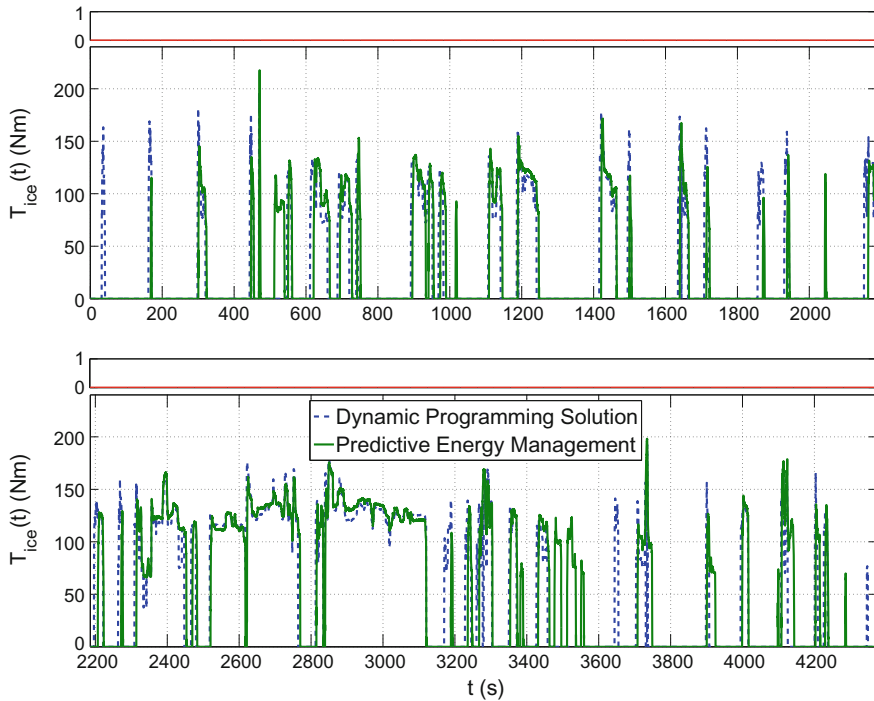 1
0
200
150
100
50
0
T_ice(t) (Nm)
0 200 400 600 800 1000 1200 1400 1600 1800 2000
1
0
Dynamic Programming Solution
Predictive Energy Management
200
150
100
50
0
T_ice(t) (Nm)
2200 2400 2600 2800 3000 3200 3400 3600 3800 4000 4200
t (s)